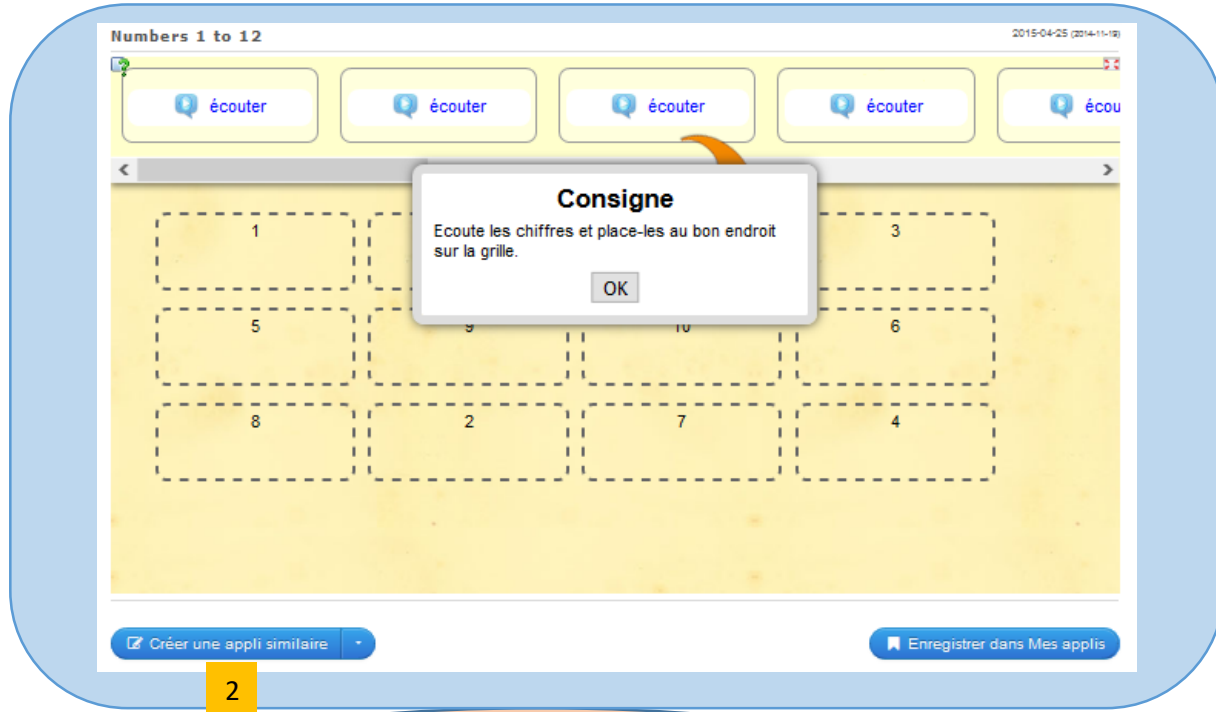 Numbers 1 to 12 2015-04-25 (2014-11-19)
écouter écouter écouter écouter écou
Consigne
Ecoute les chiffres et place-les au bon endroit
sur la grille.
OK
1 3
5 9 10 6
8 2 7 4
Créer une appli similaire Enregistrer dans Mes applis
2